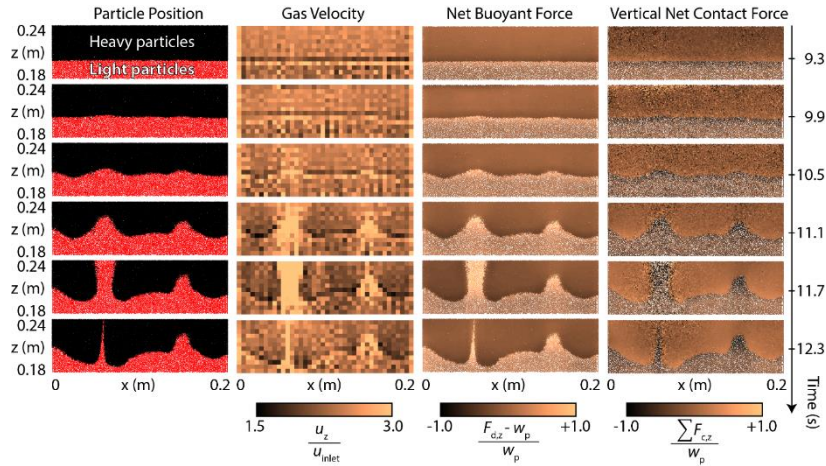 Particle Position Gas Velocity Net Buoyant Force Vertical Net Contact Force
0.24
z (m)
0.18
Heavy particles
Light particles
9.3
0.24
z (m)
0.18
9.9
0.24
z (m)
0.18
10.5
0.24
z (m)
0.18
11.1
0.24
z (m)
0.18
11.7
0.24
z (m)
0.18
12.3
0 0.2 0 0.2 0 0.2 0 0.2
x (m) x (m) x (m) x (m)
Time (s)
1.5 3.0 -1.0 +1.0 -1.0 +1.0
u_z / u_inlet
F_d,z - w_p / w_p
∑ F_c,z / w_p